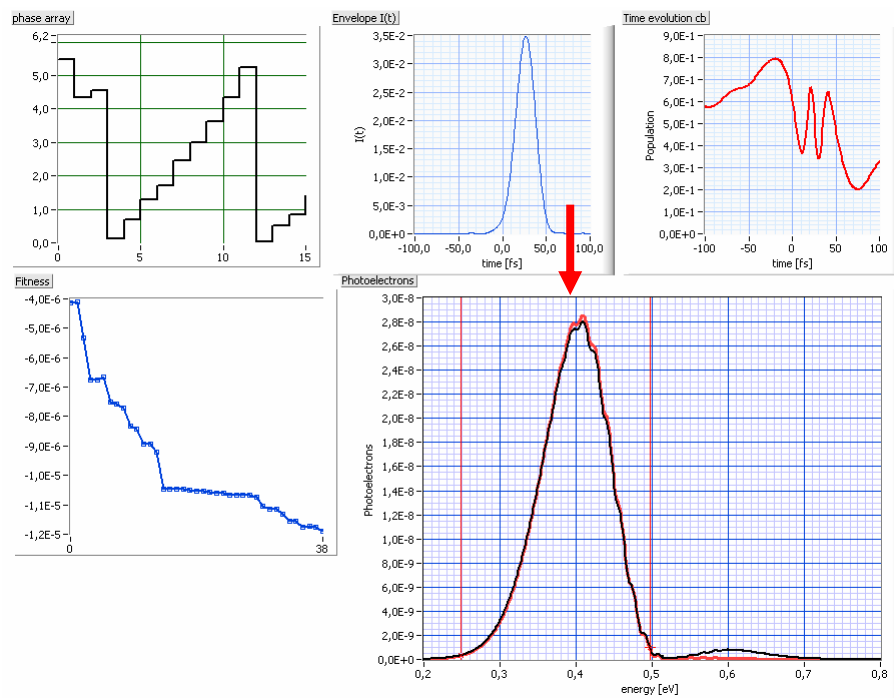 phase array
6,2
5,0
4,0
3,0
2,0
1,0
0,0
0 5 10 15
Envelope I(t)
3,5E-2
3,0E-2
2,5E-2
2,0E-2
1,5E-2
1,0E-2
5,0E-3
0,0E+0
I(t)
-100,0 -50,0 0,0 50,0 100,0
time [fs]
Time evolution cb
9,0E-1
8,0E-1
7,0E-1
6,0E-1
5,0E-1
4,0E-1
3,0E-1
2,0E-1
1,0E-1
0,0E+0
Population
-100 -50 0 50 100
time [fs]
Fitness
-4,0E-6
-5,0E-6
-6,0E-6
-7,0E-6
-8,0E-6
-9,0E-6
-1,0E-5
-1,1E-5
-1,2E-5
0 38
Photoelectrons
3,0E-8
2,8E-8
2,6E-8
2,4E-8
2,2E-8
2,0E-8
1,8E-8
1,6E-8
1,4E-8
1,2E-8
1,0E-8
8,0E-9
6,0E-9
4,0E-9
2,0E-9
0,0E+0
Photoelectrons
0,2 0,3 0,4 0,5 0,6 0,7 0,8
energy [eV]